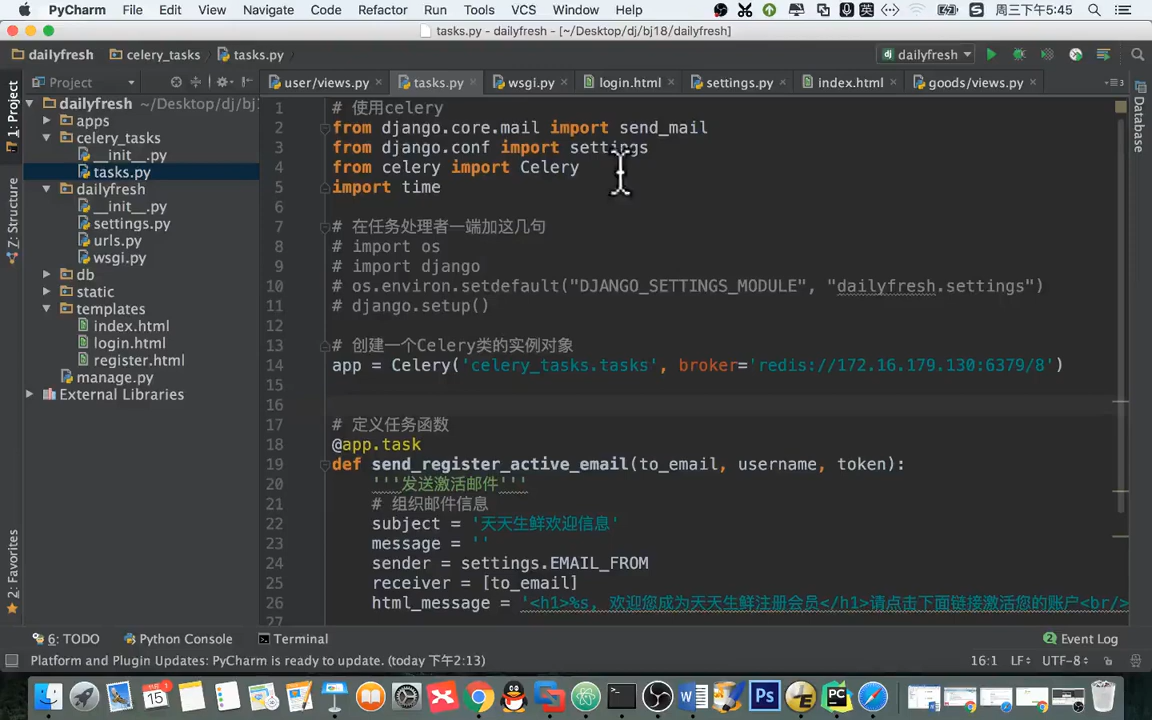 PyCharm File Edit View Navigate Code Refactor Run Tools VCS Window Help 周三下午5:45
tasks.py - dailyfresh - [~/Desktop/dj/bj18/dailyfresh]
dailyfresh celery_tasks tasks.py dailyfresh
Project user/views.py tasks.py wsgi.py login.html settings.py index.html goods/views.py
1: Project
7: Structure
2: Favorites
Database
dailyfresh ~/Desktop/dj/bj1
apps
celery_tasks
__init__.py
tasks.py
dailyfresh
__init__.py
settings.py
urls.py
wsgi.py
db
static
templates
index.html
login.html
register.html
manage.py
External Libraries
1 # 使用celery
2 from django.core.mail import send_mail
3 from django.conf import settings
4 from celery import Celery
5 import time
6
7 # 在任务处理者一端加这几句
8 # import os
9 # import django
10 # os.environ.setdefault("DJANGO_SETTINGS_MODULE", "dailyfresh.settings")
11 # django.setup()
12
13 # 创建一个Celery类的实例对象
14 app = Celery('celery_tasks.tasks', broker='redis://172.16.179.130:6379/8')
15
16
17 # 定义任务函数
18 @app.task
19 def send_register_active_email(to_email, username, token):
20 '''发送激活邮件'''
21 # 组织邮件信息
22 subject = '天天生鲜欢迎信息'
23 message = ''
24 sender = settings.EMAIL_FROM
25 receiver = [to_email]
26 html_message = '<h1>%s, 欢迎您成为天天生鲜注册会员</h1>请点击下面链接激活您的账户<br/>
27
6: TODO Python Console Terminal Event Log
Platform and Plugin Updates: PyCharm is ready to update. (today 下午2:13) 16:1 LF÷ UTF-8÷